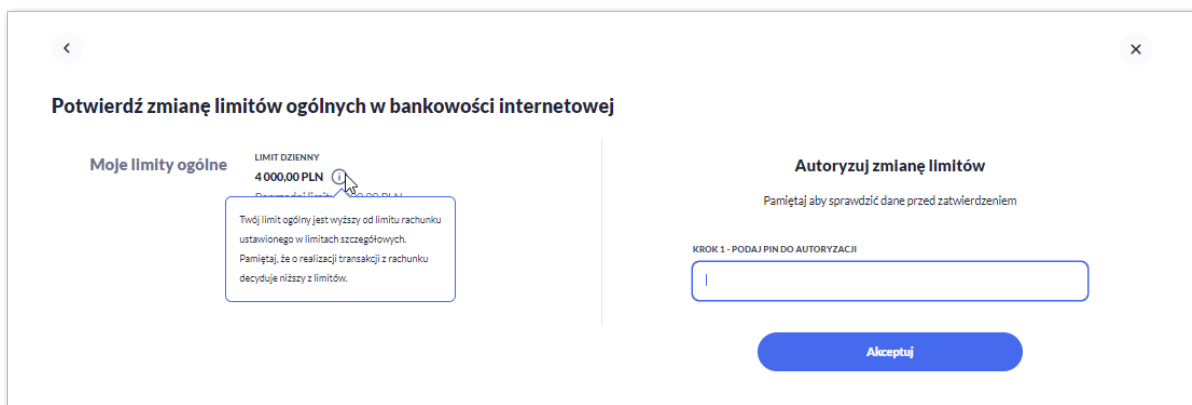 Potwierdź zmianę limitów ogólnych w bankowości internetowej
Moje limity ogólne
LIMIT DZIENNY
4 000,00 PLN
Twój limit ogólny jest wyższy od limitu rachunku
ustawionego w limitach szczegółowych.
Pamiętaj, że o realizacji transakcji z rachunku
decyduje niższy z limitów.
Autoryzuj zmianę limitów
Pamiętaj aby sprawdzić dane przed zatwierdzeniem
KROK 1 - PODAJ PIN DO AUTORYZACJI
Akceptuj